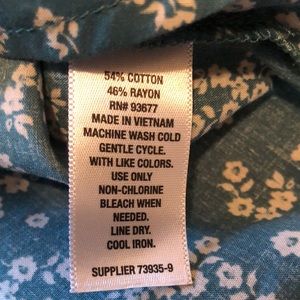 54% COTTON
46% RAYON
RN# 93677
MADE IN VIETNAM
MACHINE WASH COLD
GENTLE CYCLE.
WITH LIKE COLORS.
USE ONLY
NON-CHLORINE
BLEACH WHEN
NEEDED.
LINE DRY.
COOL IRON.
SUPPLIER 73935-9